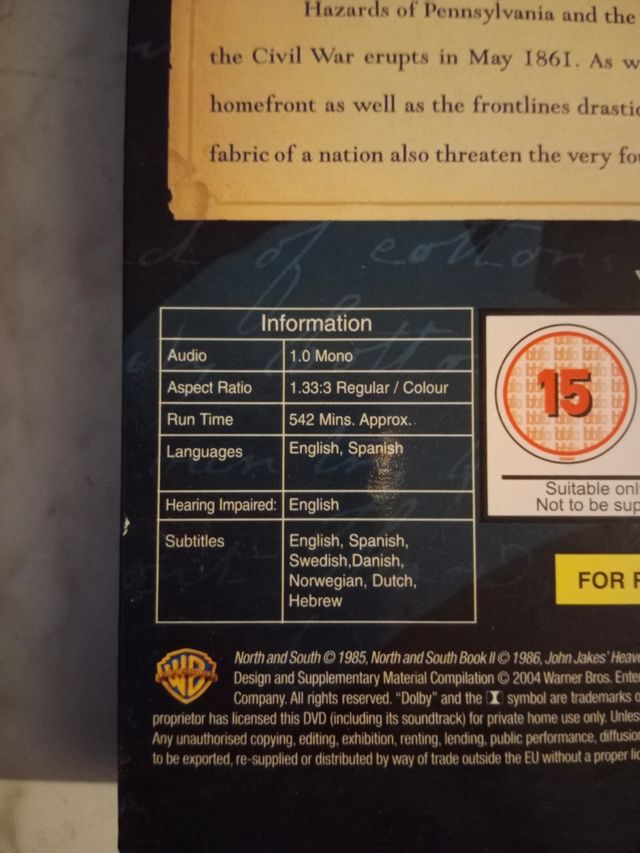 Hazards of Pennsylvania and the
the Civil War erupts in May 1861. As w
homefront as well as the frontlines drastic
fabric of a nation also threaten the very fo
Information
Audio 1.0 Mono
Aspect Ratio 1.33:3 Regular / Colour
Run Time 542 Mins. Approx.
Languages English, Spanish
Hearing Impaired: English
Subtitles English, Spanish,
Swedish,Danish,
Norwegian, Dutch,
Hebrew
15
Suitable onl
Not to be sup
FOR
WB
North and South © 1985, North and South Book II © 1986, John Jakes' Heave
Design and Supplementary Material Compilation © 2004 Warner Bros. Enter
Company. All rights reserved. "Dolby" and the symbol are trademarks o
proprietor has licensed this DVD (including its soundtrack) for private home use only. Unles
Any unauthorised copying, editing, exhibition, renting, lending, public performance, diffusion
to be exported, re-supplied or distributed by way of trade outside the EU without a proper lic